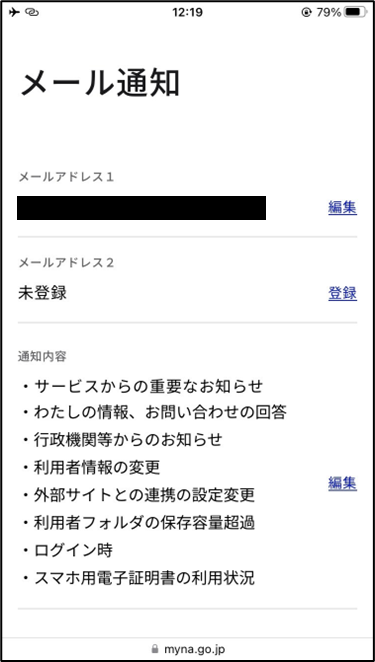 12:19
79%
メール通知
メールアドレス１
編集
メールアドレス２
未登録
登録
通知内容
・サービスからの重要なお知らせ
・わたしの情報、お問い合わせの回答
・行政機関等からのお知らせ
・利用者情報の変更
・外部サイトとの連携の設定変更
編集
・利用者フォルダの保存容量超過
・ログイン時
・スマホ用電子証明書の利用状況
myna.go.jp